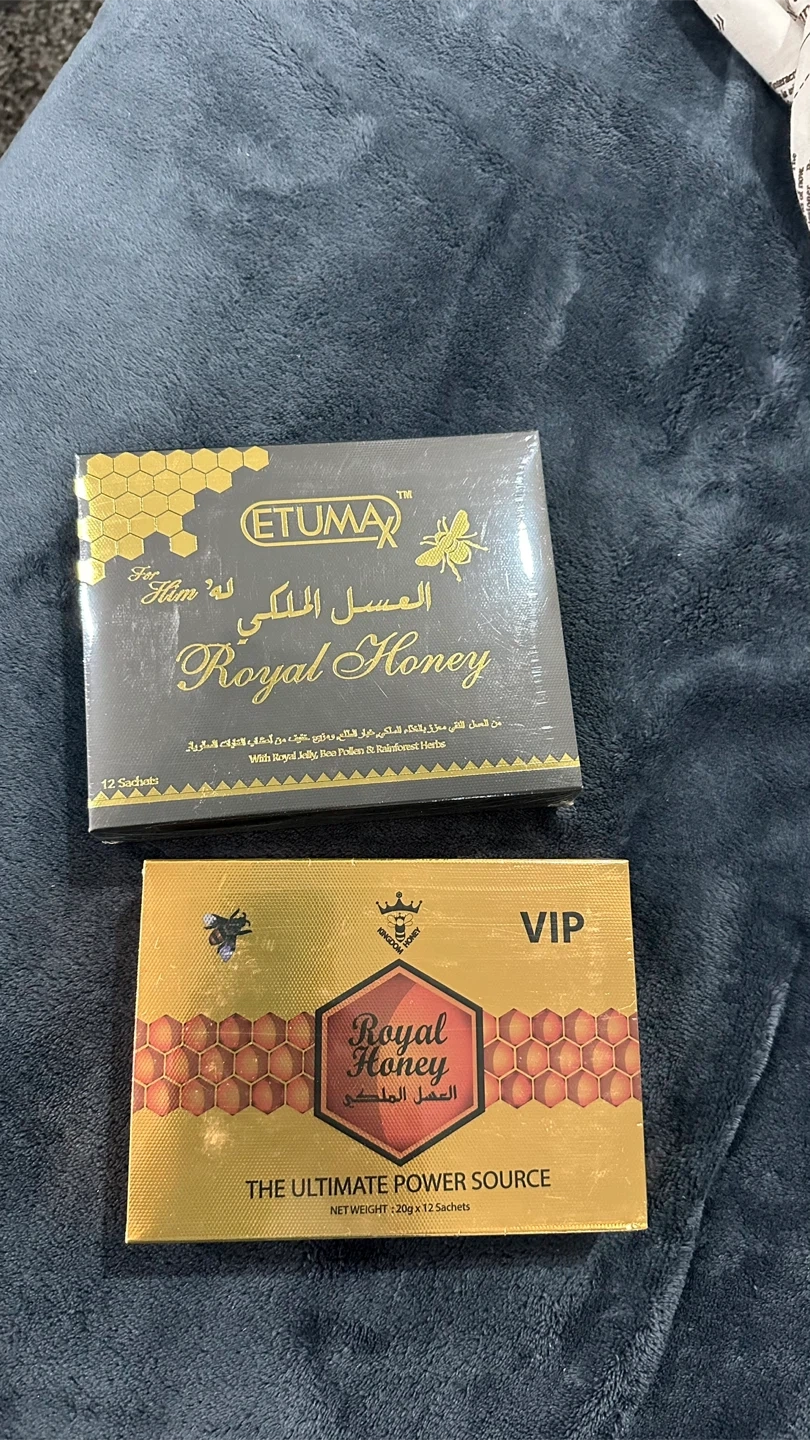 ETUMAX TM
For
Him له
العسل الملكي
Royal Honey
With Royal Jelly, Bee Pollen & Rainforest Herbs
12 Sachets
KINGDOM HONEY
VIP
Royal
Honey
العسل الملكي
THE ULTIMATE POWER SOURCE
NET WEIGHT : 20g x 12 Sachets